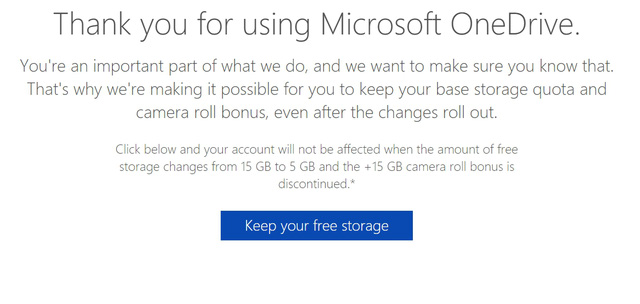 Thank you for using Microsoft OneDrive.
You're an important part of what we do, and we want to make sure you know that.
That's why we're making it possible for you to keep your base storage quota and
camera roll bonus, even after the changes roll out.
Click below and your account will not be affected when the amount of free
storage changes from 15 GB to 5 GB and the +15 GB camera roll bonus is
discontinued.*
Keep your free storage